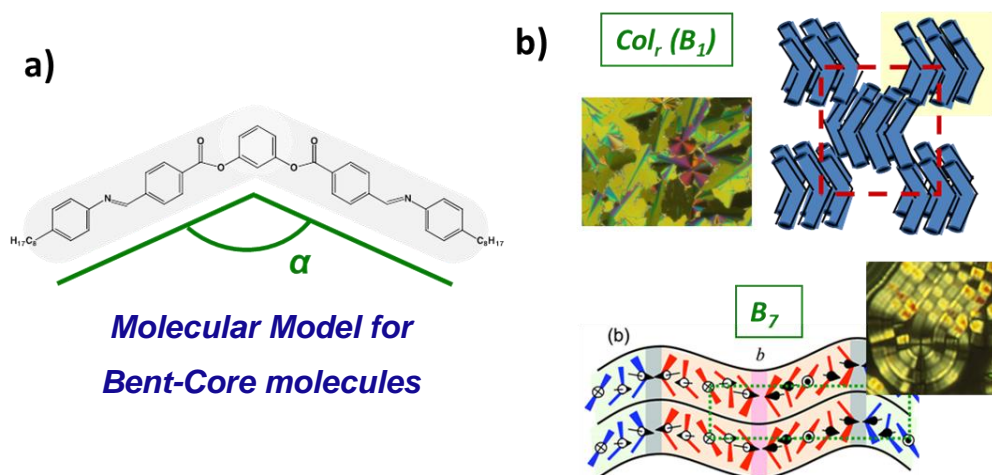 a)
O
O
O
O
N
N
H17C8
C8H17
α
Molecular Model for
Bent-Core molecules
b)
Colr (B1)
B7
(b)
b